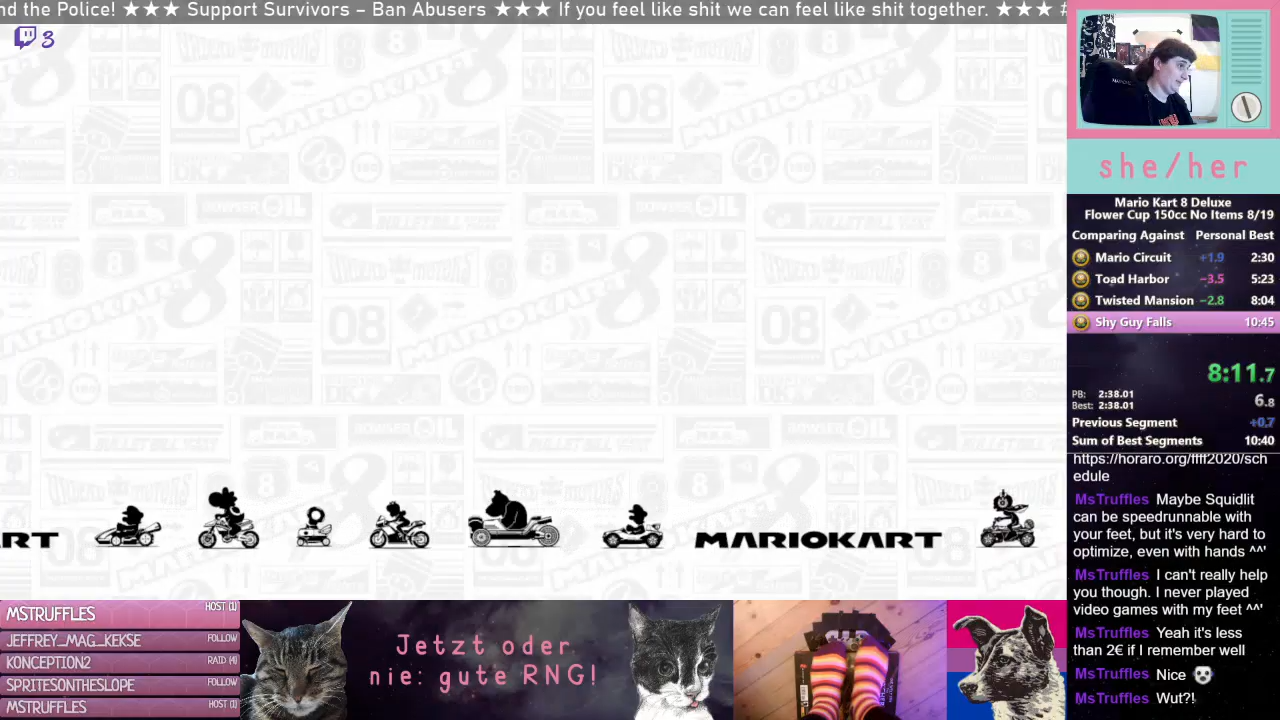 nd the Police! ★★★ Support Survivors – Ban Abusers ★★★ If you feel like shit we can feel like shit together. ★★★ #
3
she/her
Mario Kart 8 Deluxe
Flower Cup 150cc No Items 8/19
Comparing Against Personal Best
Mario Circuit +1.9 2:30
Toad Harbor −3.5 5:23
Twisted Mansion −2.8 8:04
Shy Guy Falls 10:45
8:11.7
PB: 2:38.01
Best: 2:38.01
6.8
Previous Segment +0.7
Sum of Best Segments 10:40
https://horaro.org/ffff2020/sch
edule
MsTruffles Maybe Squidlit
can be speedrunnable with
your feet, but it's very hard to
optimize, even with hands ^^'
MsTruffles I can't really help
you though. I never played
video games with my feet ^^'
MsTruffles Yeah it's less
than 2€ if I remember well
MsTruffles Nice
MsTruffles Wut?!
RT
MARIOKART
MSTRUFFLES HOST (1)
JEFFREY_MAG_KEKSE FOLLOW
KONCEPTION2 RAID (4)
SPRITESONTHESLOPE FOLLOW
MSTRUFFLES HOST (1)
Jetzt oder
nie: gute RNG!